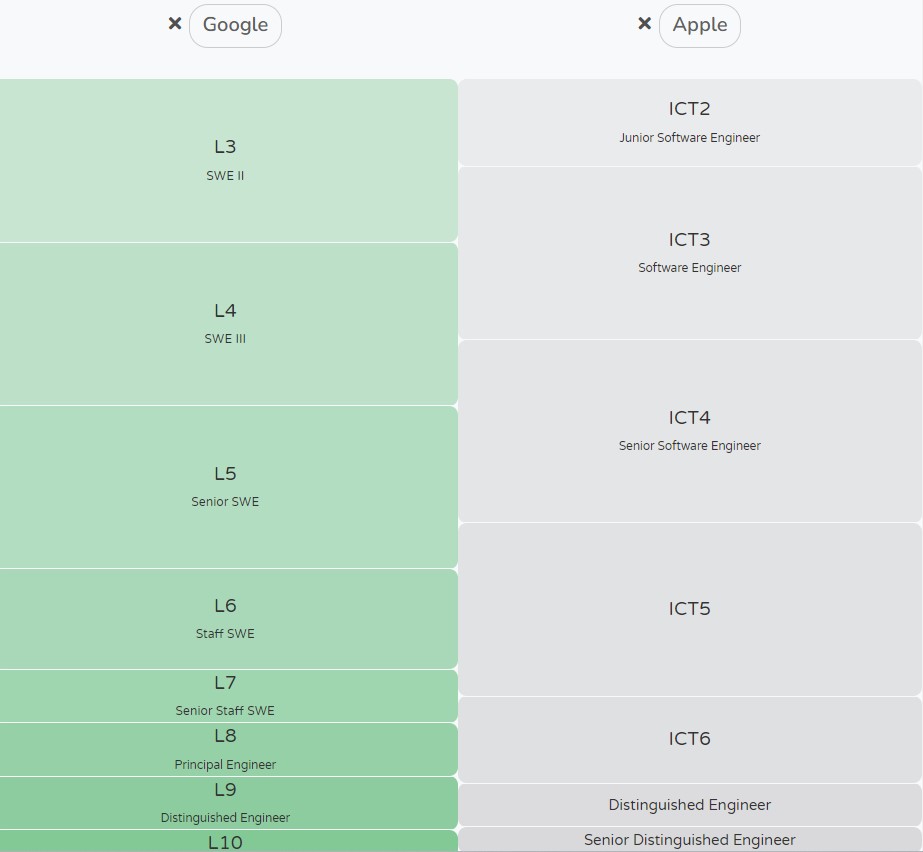 × Google
× Apple
L3
SWE II
L4
SWE III
L5
Senior SWE
L6
Staff SWE
L7
Senior Staff SWE
L8
Principal Engineer
L9
Distinguished Engineer
L10
ICT2
Junior Software Engineer
ICT3
Software Engineer
ICT4
Senior Software Engineer
ICT5
ICT6
Distinguished Engineer
Senior Distinguished Engineer